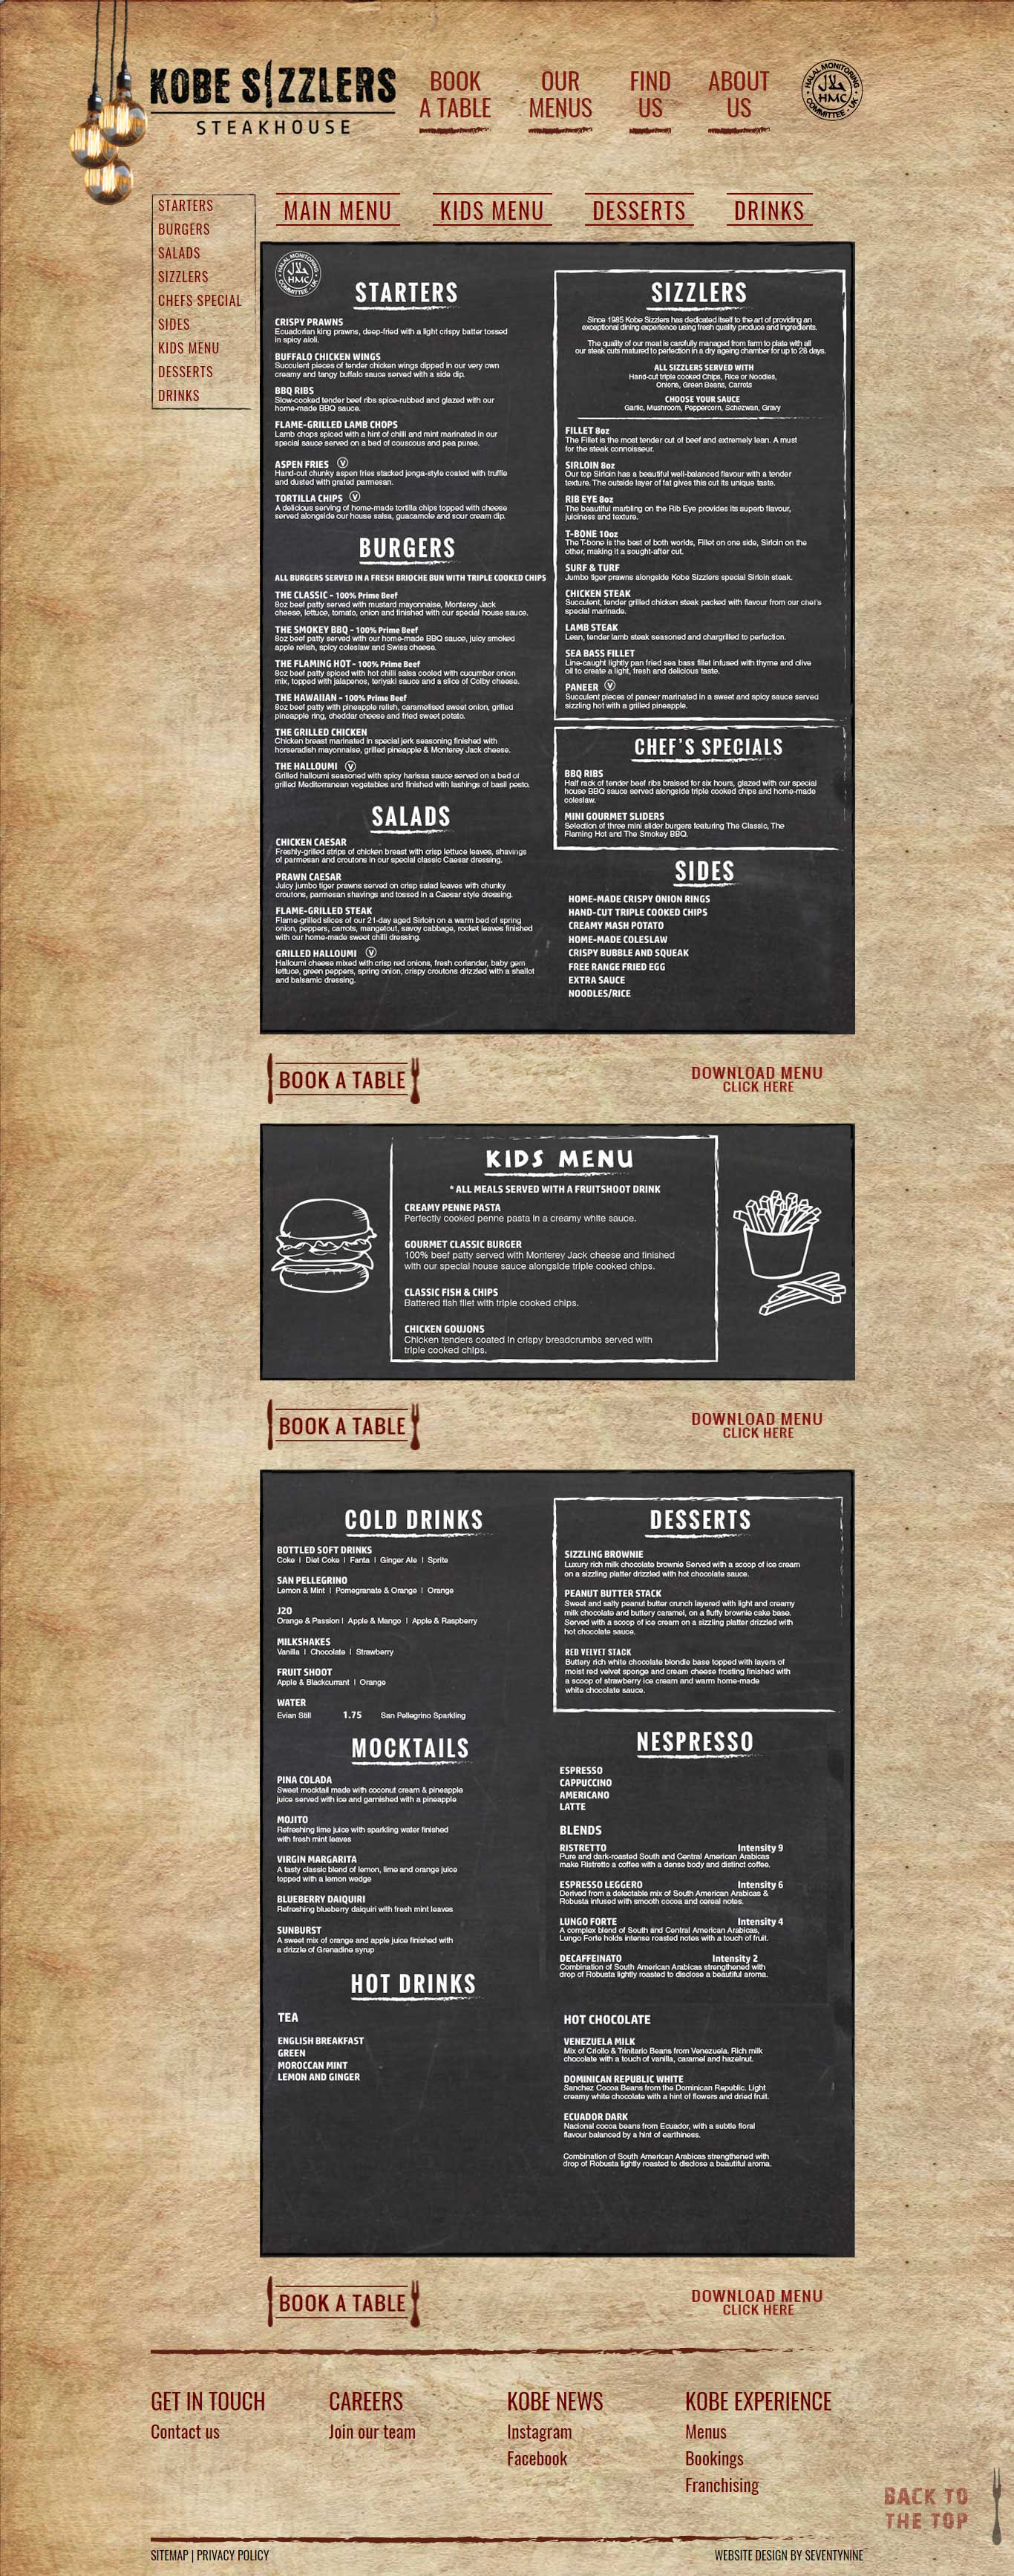 KOBE SIZZLERS
STEAKHOUSE
BOOK
A TABLE
OUR
MENUS
FIND
US
ABOUT
US
HALAL MONITORING
HMC
COMMITTEE - UK
STARTERS
BURGERS
SALADS
SIZZLERS
CHEFS SPECIAL
SIDES
KIDS MENU
DESSERTS
DRINKS
MAIN MENU
KIDS MENU
DESSERTS
DRINKS
HALAL MONITORING
HMC
COMMITTEE - UK
STARTERS
CRISPY PRAWNS
Ecuadorian king prawns, deep-fried with a light crispy batter tossed
in spicy aioli.
BUFFALO CHICKEN WINGS
Succulent pieces of tender chicken wings dipped in our very own
creamy and tangy buffalo sauce served with a side dip.
BBQ RIBS
Slow-cooked tender beef ribs spice-rubbed and glazed with our
home-made BBQ sauce.
FLAME-GRILLED LAMB CHOPS
Lamb chops spiced with a hint of chilli and mint marinated in our
special sauce served on a bed of couscous and pea puree.
ASPEN FRIES V
Hand-cut chunky aspen fries stacked jenga-style coated with truffle
and dusted with grated parmesan.
TORTILLA CHIPS V
A delicious serving of home-made tortilla chips topped with cheese
served alongside our house salsa, guacamole and sour cream dip.
BURGERS
ALL BURGERS SERVED IN A FRESH BRIOCHE BUN WITH TRIPLE COOKED CHIPS
THE CLASSIC - 100% Prime Beef
8oz beef patty served with mustard mayonnaise, Monterey Jack
cheese, lettuce, tomato, onion and finished with our special house sauce.
THE SMOKEY BBQ - 100% Prime Beef
8oz beef patty served with our home-made BBQ sauce, juicy smoked
apple relish, spicy coleslaw and Swiss cheese.
THE FLAMING HOT - 100% Prime Beef
8oz beef patty spiced with hot chilli salsa cooled with cucumber onion
mix, topped with jalapenos, teriyaki sauce and a slice of Colby cheese.
THE HAWAIIAN - 100% Prime Beef
8oz beef patty with pineapple relish, caramelised sweet onion, grilled
pineapple ring, cheddar cheese and fried sweet potato.
THE GRILLED CHICKEN
Chicken breast marinated in special jerk seasoning finished with
horseradish mayonnaise, grilled pineapple & Monterey Jack cheese.
THE HALLOUMI V
Grilled halloumi seasoned with spicy harissa sauce served on a bed of
grilled Mediterranean vegetables and finished with lashings of basil pesto.
SALADS
CHICKEN CAESAR
Freshly-grilled strips of chicken breast with crisp lettuce leaves, shavings
of parmesan and croutons in our special classic Caesar dressing.
PRAWN CAESAR
Juicy jumbo tiger prawns served on crisp salad leaves with chunky
croutons, parmesan shavings and tossed in a Caesar style dressing.
FLAME-GRILLED STEAK
Flame-grilled slices of our 21-day aged Sirloin on a warm bed of spring
onion, peppers, carrots, mangetout, savoy cabbage, rocket leaves finished
with our home-made sweet chilli dressing.
GRILLED HALLOUMI V
Halloumi cheese mixed with crisp red onions, fresh coriander, baby gem
lettuce, green peppers, spring onion, crispy croutons drizzled with a shallot
and balsamic dressing.
SIZZLERS
Since 1985 Kobe Sizzlers has dedicated itself to the art of providing an
exceptional dining experience using fresh quality produce and ingredients.
The quality of our meat is carefully managed from farm to plate with all
our steak cuts matured to perfection in a dry ageing chamber for up to 28 days.
ALL SIZZLERS SERVED WITH
Hand-cut triple cooked Chips, Rice or Noodles,
Onions, Green Beans, Carrots
CHOOSE YOUR SAUCE
Garlic, Mushroom, Peppercorn, Schezwan, Gravy
FILLET 8oz
The Fillet is the most tender cut of beef and extremely lean. A must
for the steak connoisseur.
SIRLOIN 8oz
Our top Sirloin has a beautiful well-balanced flavour with a tender
texture. The outside layer of fat gives this cut its unique taste.
RIB EYE 8oz
The beautiful marbling on the Rib Eye provides its superb flavour,
juiciness and texture.
T-BONE 10oz
The T-bone is the best of both worlds, Fillet on one side, Sirloin on the
other, making it a sought-after cut.
SURF & TURF
Jumbo tiger prawns alongside Kobe Sizzlers special Sirloin steak.
CHICKEN STEAK
Succulent, tender grilled chicken steak packed with flavour from our chef's
special marinade.
LAMB STEAK
Lean, tender lamb steak seasoned and chargrilled to perfection.
SEA BASS FILLET
Line-caught lightly pan fried sea bass fillet infused with thyme and olive
oil to create a light, fresh and delicious taste.
PANEER V
Succulent pieces of paneer marinated in a sweet and spicy sauce served
sizzling hot with a grilled pineapple.
CHEF'S SPECIALS
BBQ RIBS
Half rack of tender beef ribs braised for six hours, glazed with our special
house BBQ sauce served alongside triple cooked chips and home-made
coleslaw.
MINI GOURMET SLIDERS
Selection of three mini slider burgers featuring The Classic, The
Flaming Hot and The Smokey BBQ.
SIDES
HOME-MADE CRISPY ONION RINGS
HAND-CUT TRIPLE COOKED CHIPS
CREAMY MASH POTATO
HOME-MADE COLESLAW
CRISPY BUBBLE AND SQUEAK
FREE RANGE FRIED EGG
EXTRA SAUCE
NOODLES/RICE
BOOK A TABLE
DOWNLOAD MENU
CLICK HERE
KIDS MENU
* ALL MEALS SERVED WITH A FRUITSHOOT DRINK
CREAMY PENNE PASTA
Perfectly cooked penne pasta in a creamy white sauce.
GOURMET CLASSIC BURGER
100% beef patty served with Monterey Jack cheese and finished
with our special house sauce alongside triple cooked chips.
CLASSIC FISH & CHIPS
Battered fish filet with triple cooked chips.
CHICKEN GOUJONS
Chicken tenders coated in crispy breadcrumbs served with
triple cooked chips.
BOOK A TABLE
DOWNLOAD MENU
CLICK HERE
COLD DRINKS
BOTTLED SOFT DRINKS
Coke | Diet Coke | Fanta | Ginger Ale | Sprite
SAN PELLEGRINO
Lemon & Mint | Pomegranate & Orange | Orange
J2O
Orange & Passion | Apple & Mango | Apple & Raspberry
MILKSHAKES
Vanilla | Chocolate | Strawberry
FRUIT SHOOT
Apple & Blackcurrant | Orange
WATER
Evian Still 1.75 San Pellegrino Sparkling
MOCKTAILS
PINA COLADA
Sweet mocktail made with coconut cream & pineapple
juice served with ice and garnished with a pineapple
MOJITO
Refreshing lime juice with sparkling water finished
with fresh mint leaves
VIRGIN MARGARITA
A tasty classic blend of lemon, lime and orange juice
topped with a lemon wedge
BLUEBERRY DAIQUIRI
Refreshing blueberry daiquiri with fresh mint leaves
SUNBURST
A sweet mix of orange and apple juice finished with
a drizzle of Grenadine syrup
HOT DRINKS
TEA
ENGLISH BREAKFAST
GREEN
MOROCCAN MINT
LEMON AND GINGER
DESSERTS
SIZZLING BROWNIE
Luxury rich milk chocolate brownie Served with a scoop of ice cream
on a sizzling platter drizzled with hot chocolate sauce.
PEANUT BUTTER STACK
Sweet and salty peanut butter crunch layered with light and creamy
milk chocolate and buttery caramel, on a fluffy brownie cake base.
Served with a scoop of ice cream on a sizzling platter drizzled with
hot chocolate sauce.
RED VELVET STACK
Buttery rich white chocolate blondie base topped with layers of
moist red velvet sponge and cream cheese frosting finished with
a scoop of strawberry ice cream and warm home-made
white chocolate sauce.
NESPRESSO
ESPRESSO
CAPPUCCINO
AMERICANO
LATTE
BLENDS
RISTRETTO Intensity 9
Pure and dark-roasted South and Central American Arabicas
make Ristretto a coffee with a dense body and distinct coffee.
ESPRESSO LEGGERO Intensity 6
Derived from a delectable mix of South American Arabicas &
Robusta infused with smooth cocoa and cereal notes.
LUNGO FORTE Intensity 4
A complex blend of South and Central American Arabicas,
Lungo Forte holds intense roasted notes with a touch of fruit.
DECAFFEINATO Intensity 2
Combination of South American Arabicas strengthened with
drop of Robusta lightly roasted to disclose a beautiful aroma.
HOT CHOCOLATE
VENEZUELA MILK
Mix of Criollo & Trinitario Beans from Venezuela. Rich milk
chocolate with a touch of vanilla, caramel and hazelnut.
DOMINICAN REPUBLIC WHITE
Sanchez Cocoa Beans from the Dominican Republic. Light
creamy white chocolate with a hint of flowers and dried fruit.
ECUADOR DARK
Nacional cocoa beans from Ecuador, with a subtle floral
flavour balanced by a hint of earthiness.
Combination of South American Arabicas strengthened with
drop of Robusta lightly roasted to disclose a beautiful aroma.
BOOK A TABLE
DOWNLOAD MENU
CLICK HERE
GET IN TOUCH
Contact us
CAREERS
Join our team
KOBE NEWS
Instagram
Facebook
KOBE EXPERIENCE
Menus
Bookings
Franchising
BACK TO
THE TOP
SITEMAP | PRIVACY POLICY
WEBSITE DESIGN BY SEVENTYNINE